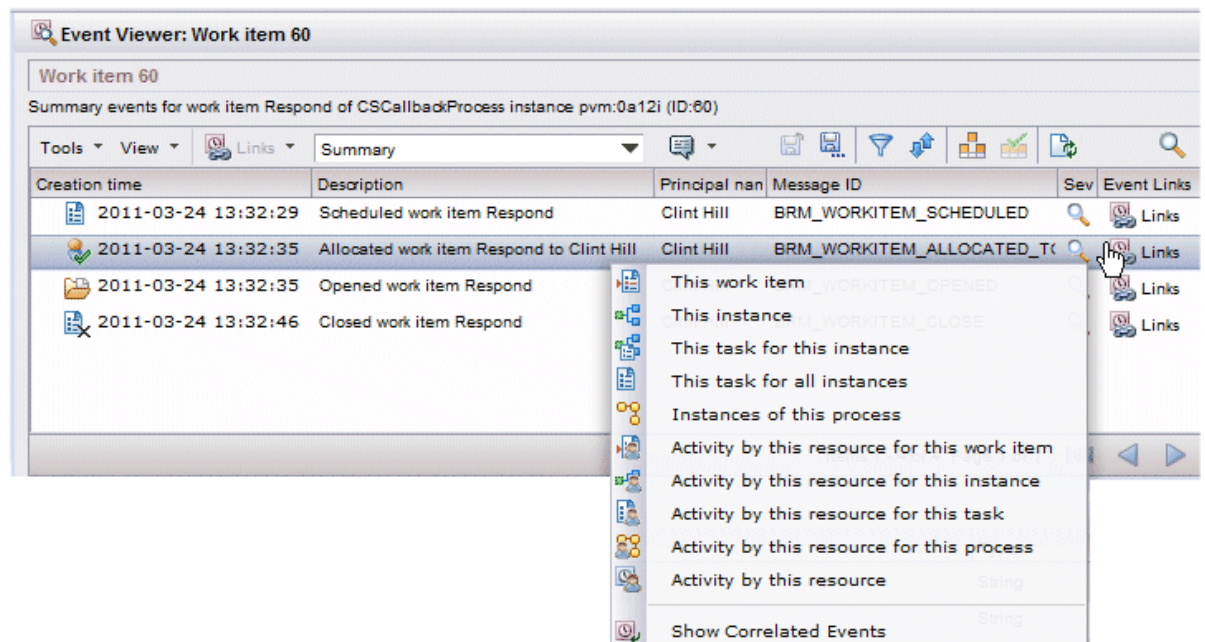 Event Viewer: Work item 60
Work item 60
Summary events for work item Respond of CSCallbackProcess instance pvm:0a12i (ID:60)
Tools View Links Summary
Creation time Description Principal nan Message ID Sev Event Links
2011-03-24 13:32:29 Scheduled work item Respond Clint Hill BRM_WORKITEM_SCHEDULED Links
2011-03-24 13:32:35 Allocated work item Respond to Clint Hill Clint Hill BRM_WORKITEM_ALLOCATED_TO Links
2011-03-24 13:32:35 Opened work item Respond BRM_WORKITEM_OPENED Links
2011-03-24 13:32:46 Closed work item Respond Clint Hill BRM_WORKITEM_CLOSE Links
This work item
This instance
This task for this instance
This task for all instances
Instances of this process
Activity by this resource for this work item
Activity by this resource for this instance
Activity by this resource for this task
Activity by this resource for this process
Activity by this resource
String
String
Show Correlated Events